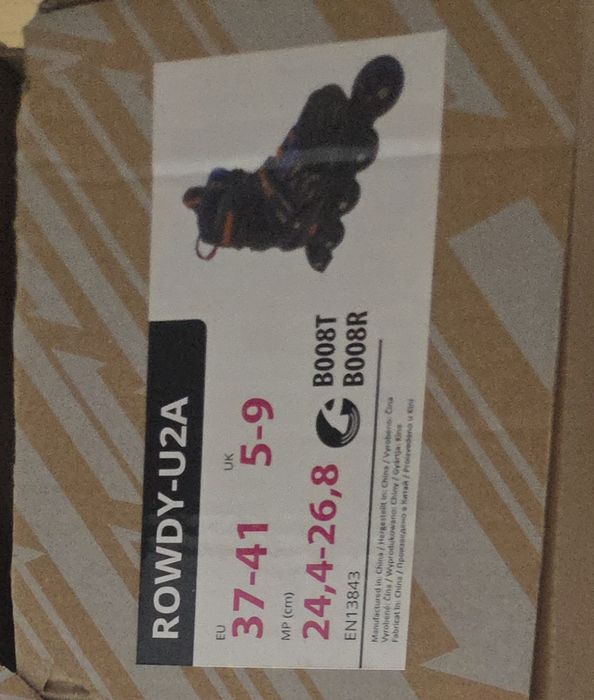 ROWDY-U2A
EU UK
37-41 5-9
MP (cm)
24,4-26,8 B008T
B008R
EN13843
Manufactured in: China / Hergestellt in: China / Vyrobeno: Čína
Vyrobené: Čína / Wyprodukowano: Chiny / Gyártja: Kína
Fabricat în: China / Произведено в Китай / Proizvedeno u Kini